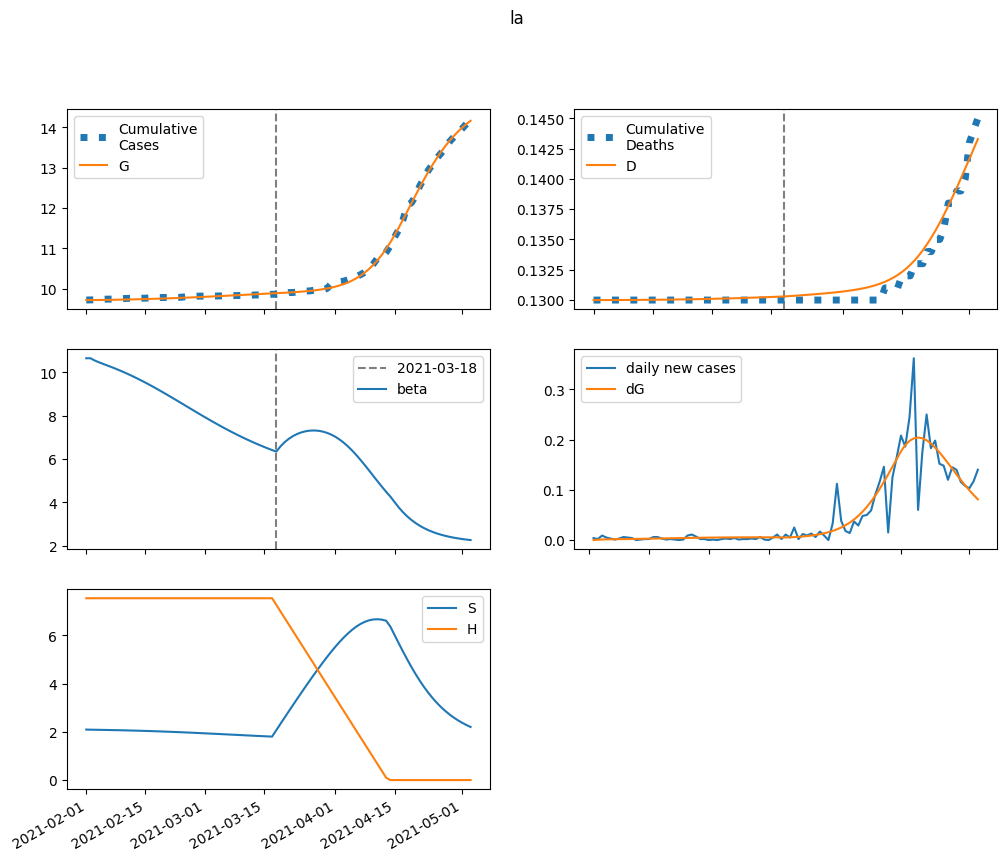 la
Cumulative
Cases
G
14
13
12
11
10
Cumulative
Deaths
D
0.1450
0.1425
0.1400
0.1375
0.1350
0.1325
0.1300
2021-03-18
beta
10
8
6
4
2
daily new cases
dG
0.3
0.2
0.1
0.0
S
H
6
4
2
0
2021-02-01
2021-02-15
2021-03-01
2021-03-15
2021-04-01
2021-04-15
2021-05-01